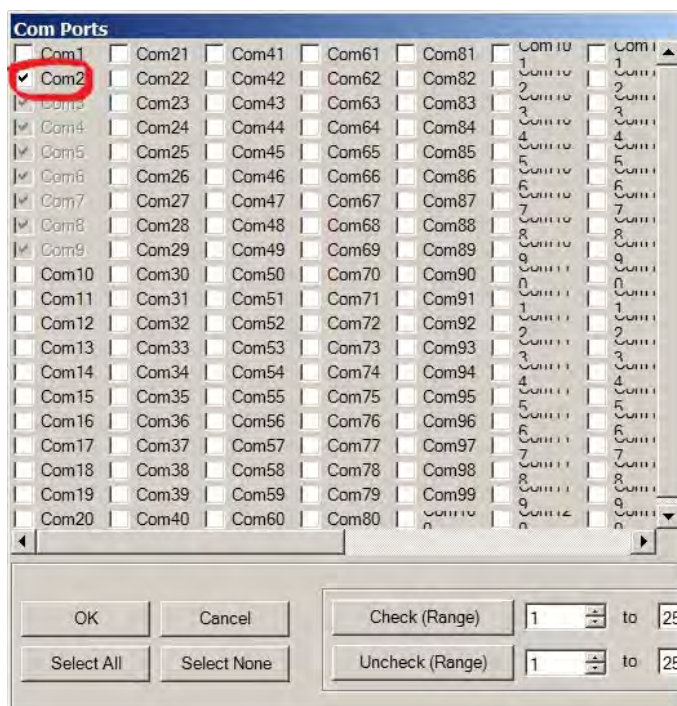 Com Ports
Com1 Com21 Com41 Com61 Com81
Com2 Com22 Com42 Com62 Com82
Com3 Com23 Com43 Com63 Com83
Com4 Com24 Com44 Com64 Com84
Com5 Com25 Com45 Com65 Com85
Com6 Com26 Com46 Com66 Com86
Com7 Com27 Com47 Com67 Com87
Com8 Com28 Com48 Com68 Com88
Com9 Com29 Com49 Com69 Com89
Com10 Com30 Com50 Com70 Com90
Com11 Com31 Com51 Com71 Com91
Com12 Com32 Com52 Com72 Com92
Com13 Com33 Com53 Com73 Com93
Com14 Com34 Com54 Com74 Com94
Com15 Com35 Com55 Com75 Com95
Com16 Com36 Com56 Com76 Com96
Com17 Com37 Com57 Com77 Com97
Com18 Com38 Com58 Com78 Com98
Com19 Com39 Com59 Com79 Com99
Com20 Com40 Com60 Com80
OK Cancel Check (Range) 1 to 25
Select All Select None Uncheck (Range) 1 to 25